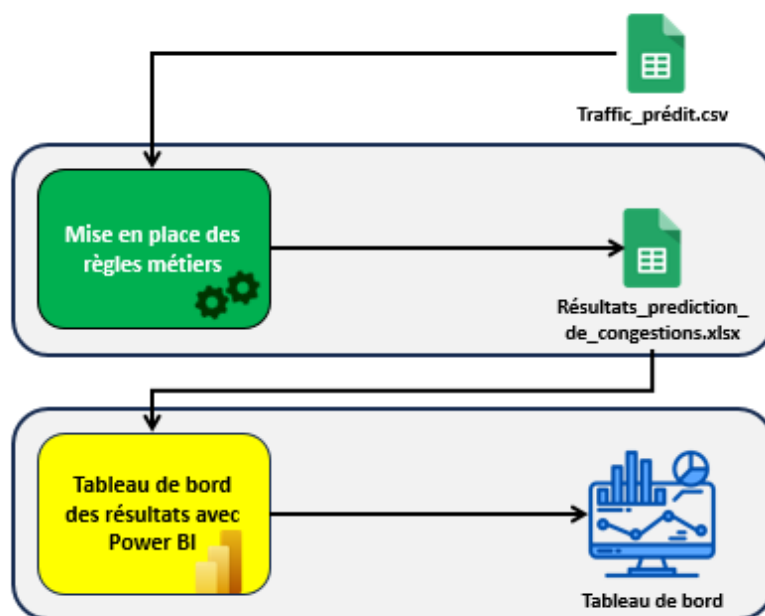 Traffic_prédit.csv
Mise en place des
règles métiers
Résultats_prediction_
de_congestions.xlsx
Tableau de bord
des résultats avec
Power BI
Tableau de bord